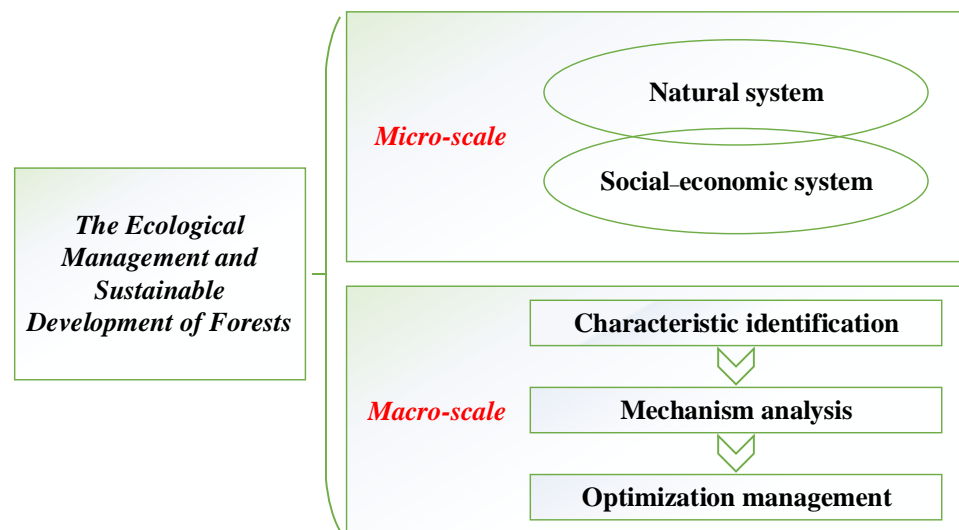 The Ecological
Management and
Sustainable
Development of Forests
Micro-scale
Natural system
Social–economic system
Macro-scale
Characteristic identification
Mechanism analysis
Optimization management